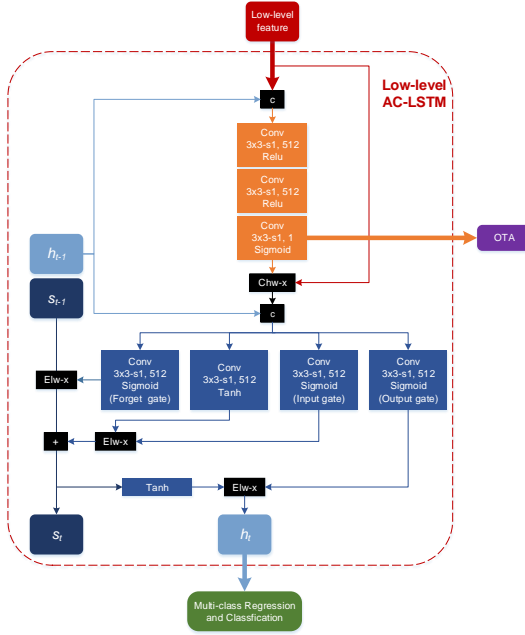 Low-level
feature
Low-level
AC-LSTM
c
Conv
3x3-s1, 512
Relu
Conv
3x3-s1, 512
Relu
Conv
3x3-s1, 1
Sigmoid
OTA
h_{t-1}
Chw-x
s_{t-1}
c
Conv
3x3-s1, 512
Sigmoid
(Forget gate)
Conv
3x3-s1, 512
Tanh
Conv
3x3-s1, 512
Sigmoid
(Input gate)
Conv
3x3-s1, 512
Sigmoid
(Output gate)
Elw-x
+
Elw-x
Tanh
Elw-x
s_t
h_t
Multi-class Regression
and Classfication